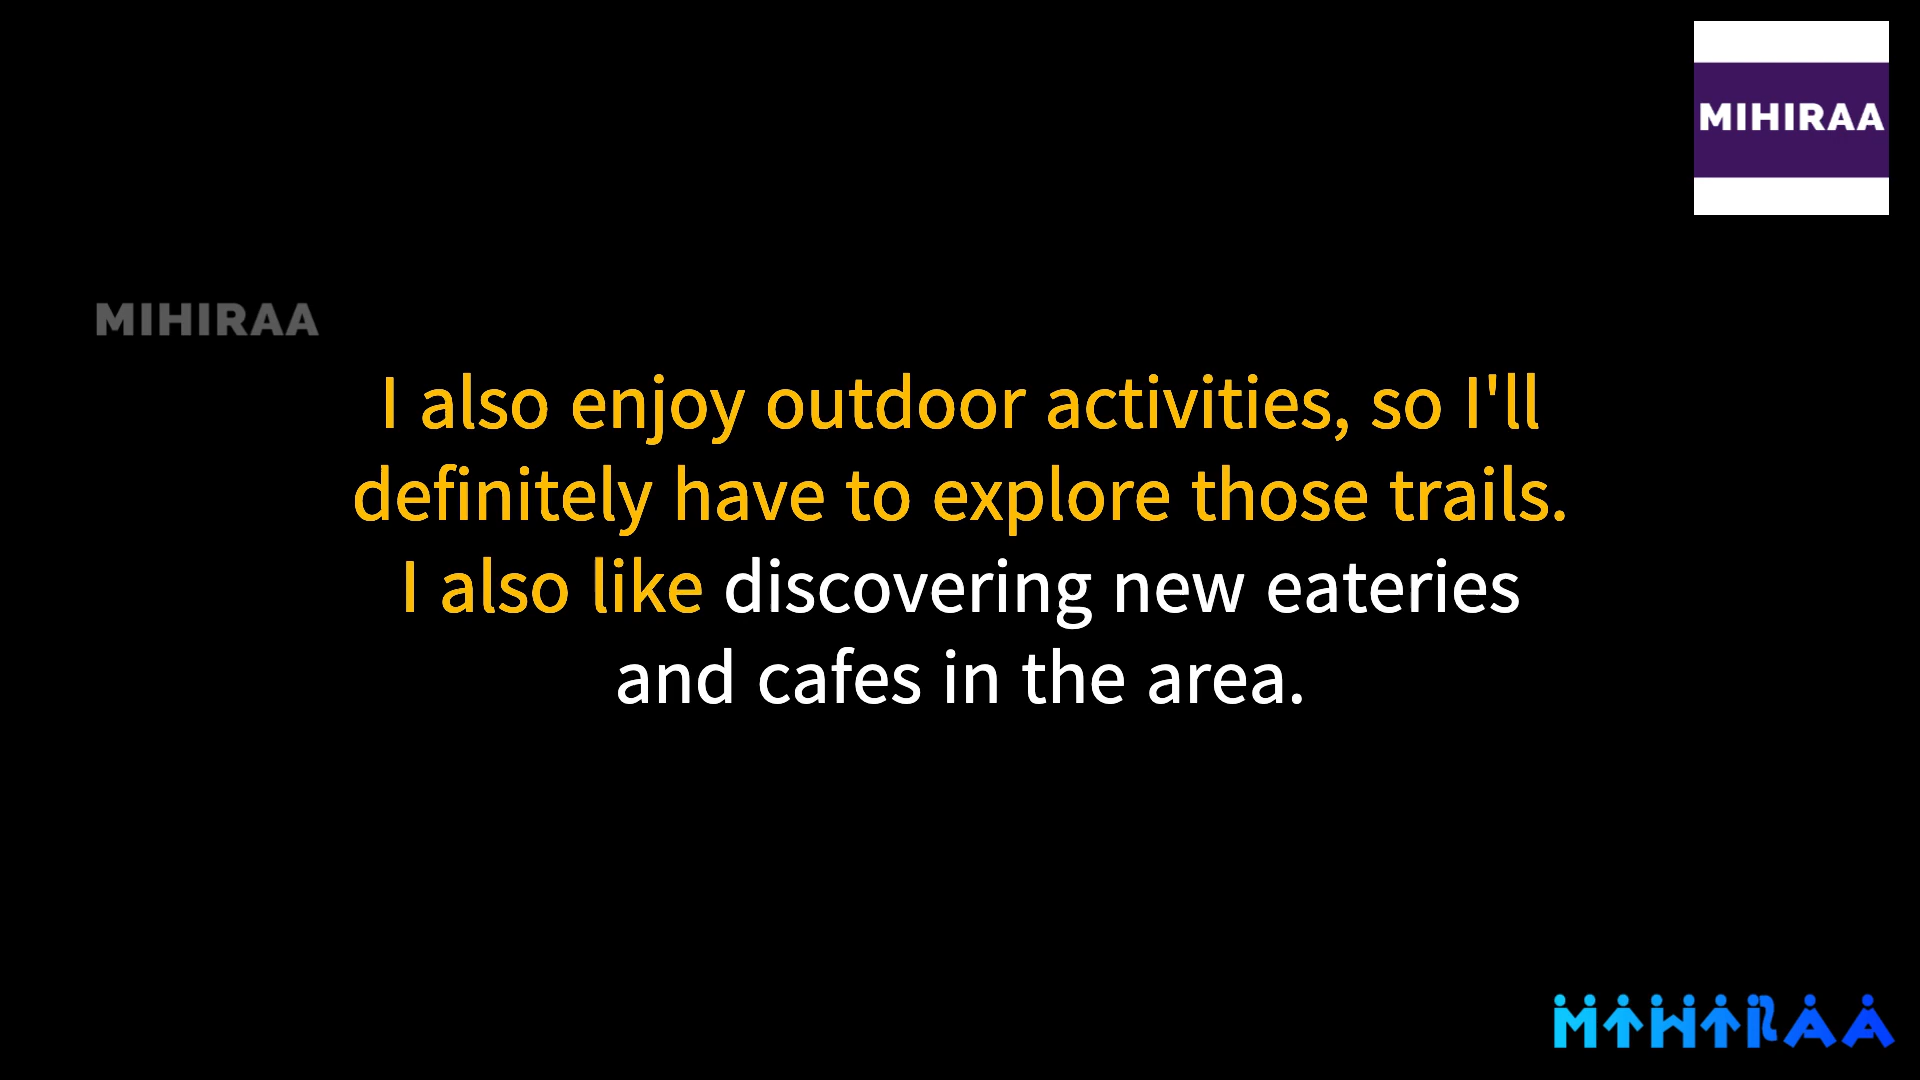 MIHIRAA
MIHIRAA
I also enjoy outdoor activities, so I'll
definitely have to explore those trails.
I also like discovering new eateries
and cafes in the area.
MIHIRAA